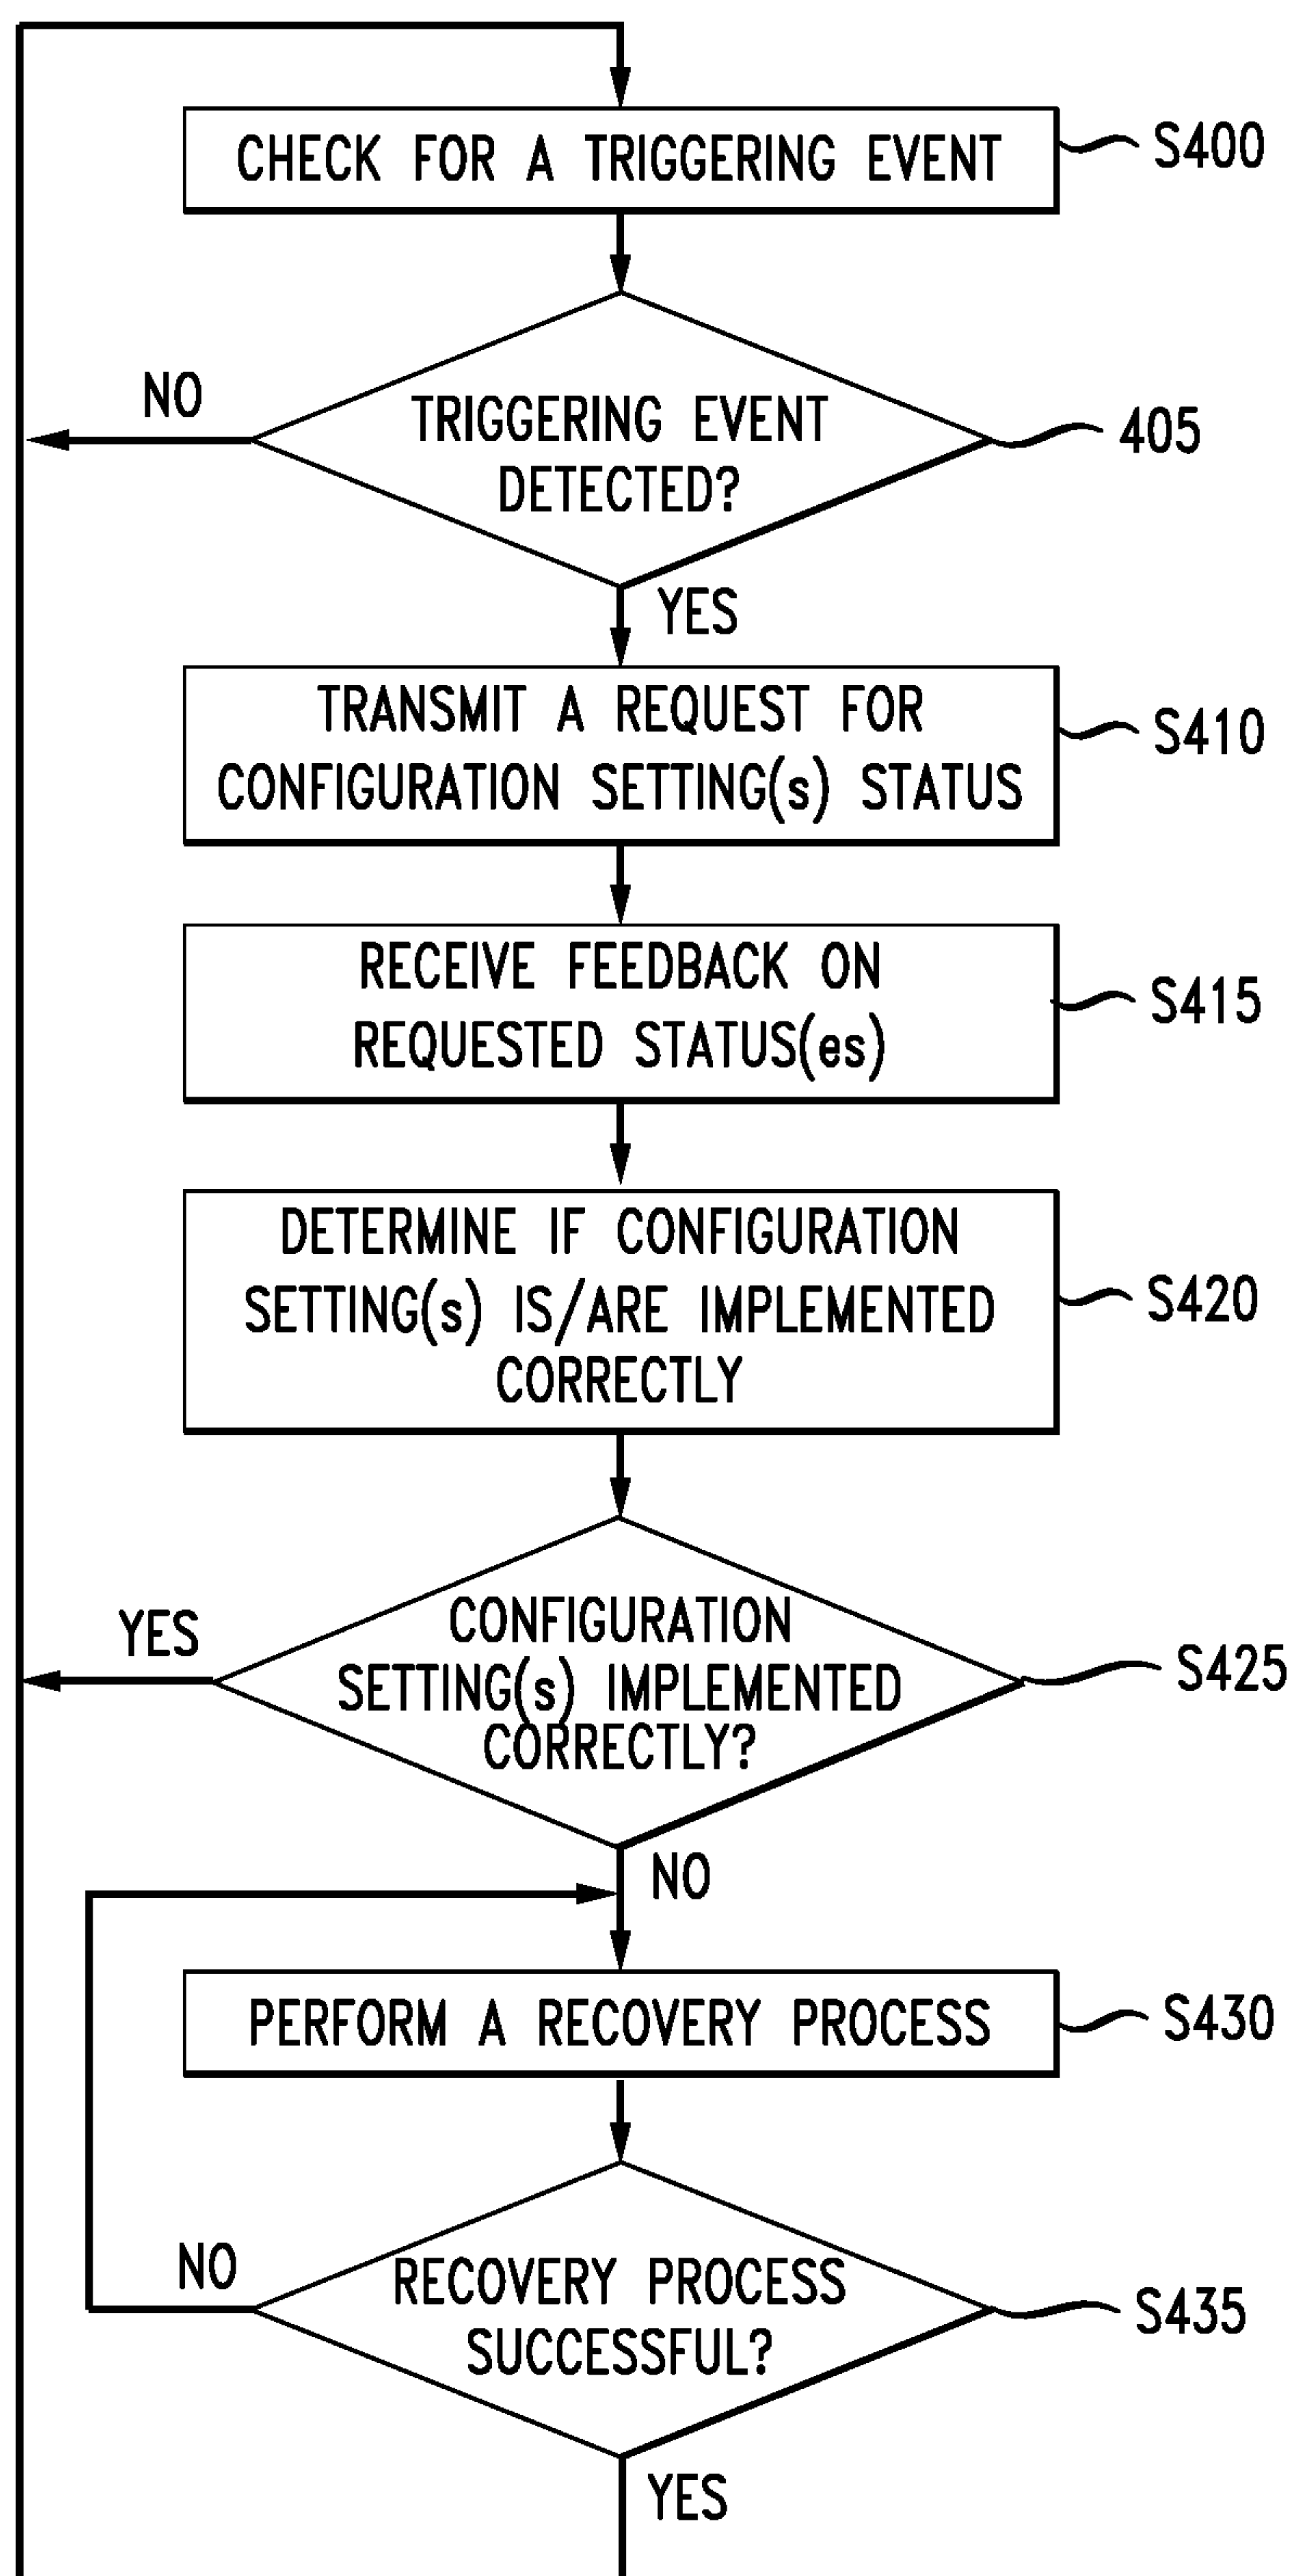 CHECK FOR A TRIGGERING EVENT
S400
NO
TRIGGERING EVENT
DETECTED?
405
YES
TRANSMIT A REQUEST FOR
CONFIGURATION SETTING(s) STATUS
S410
RECEIVE FEEDBACK ON
REQUESTED STATUS(es)
S415
DETERMINE IF CONFIGURATION
SETTING(s) IS/ARE IMPLEMENTED
CORRECTLY
S420
YES
CONFIGURATION
SETTING(s) IMPLEMENTED
CORRECTLY?
S425
NO
PERFORM A RECOVERY PROCESS
S430
NO
RECOVERY PROCESS
SUCCESSFUL?
S435
YES